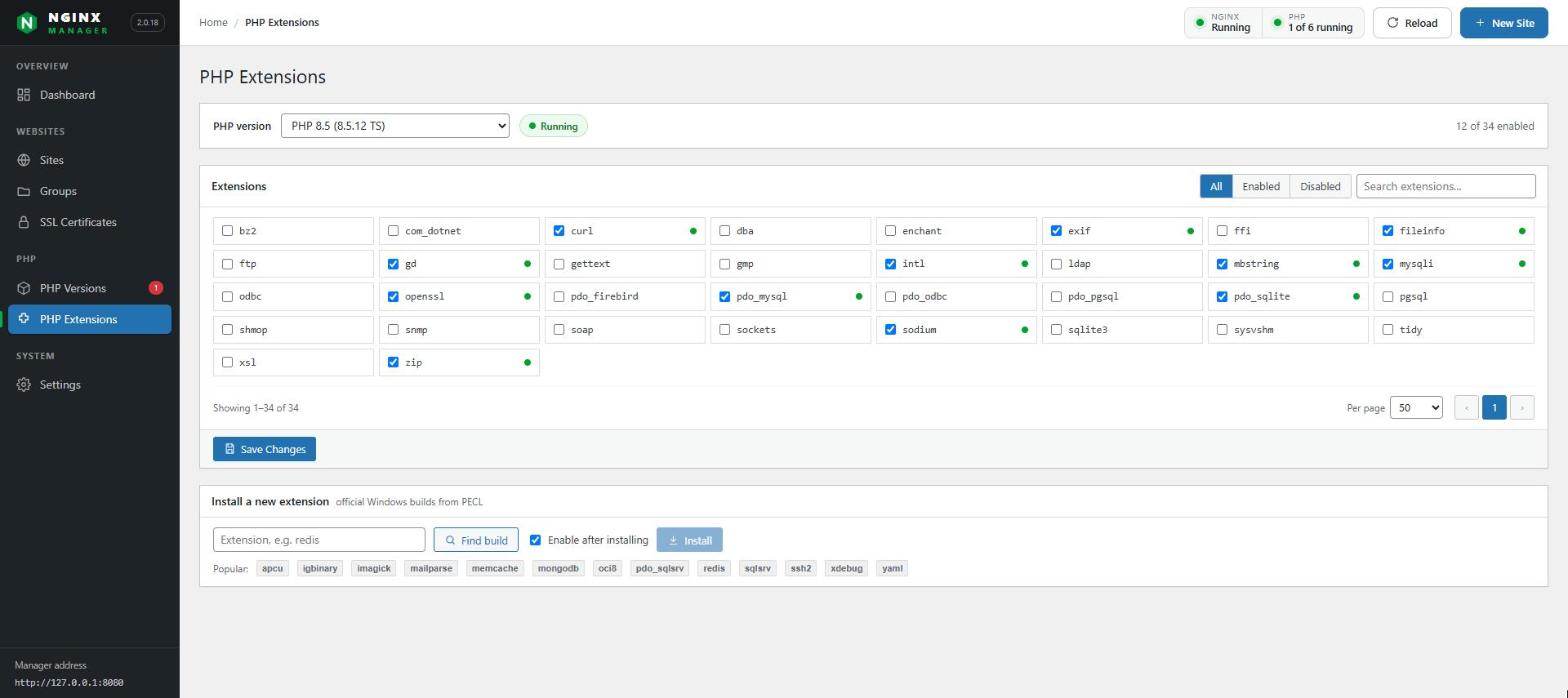 NGINX MANAGER 2.0.18
Home / PHP Extensions
NGINX Running
PHP 1 of 6 running
Reload
+ New Site
OVERVIEW
Dashboard
WEBSITES
Sites
Groups
SSL Certificates
PHP
PHP Versions 1
PHP Extensions
SYSTEM
Settings
Manager address
http://127.0.0.1:8080
PHP Extensions
PHP version PHP 8.5 (8.5.12 TS) Running 12 of 34 enabled
Extensions All Enabled Disabled Search extensions...
bz2 com_dotnet curl dba enchant exif ffi fileinfo
ftp gd gettext gmp intl ldap mbstring mysqli
odbc openssl pdo_firebird pdo_mysql pdo_odbc pdo_pgsql pdo_sqlite pgsql
shmop snmp soap sockets sodium sqlite3 sysvshm tidy
xsl zip
Showing 1–34 of 34 Per page 50 ‹ 1 ›
Save Changes
Install a new extension official Windows builds from PECL
Extension, e.g. redis Find build Enable after installing Install
Popular: apcu igbinary imagick mailparse memcache mongodb oci8 pdo_sqlsrv redis sqlsrv ssh2 xdebug yaml